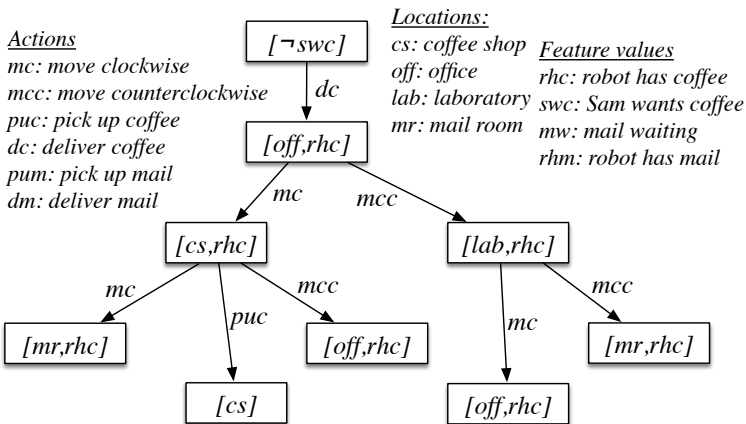 Actions
mc: move clockwise
mcc: move counterclockwise
puc: pick up coffee
dc: deliver coffee
pum: pick up mail
dm: deliver mail
Locations:
cs: coffee shop
off: office
lab: laboratory
mr: mail room
Feature values
rhc: robot has coffee
swc: Sam wants coffee
mw: mail waiting
rhm: robot has mail
[¬swc]
dc
[off,rhc]
mc
mcc
[cs,rhc]
[lab,rhc]
mc
puc
mcc
mc
mcc
[mr,rhc]
[off,rhc]
[mr,rhc]
[cs]
[off,rhc]